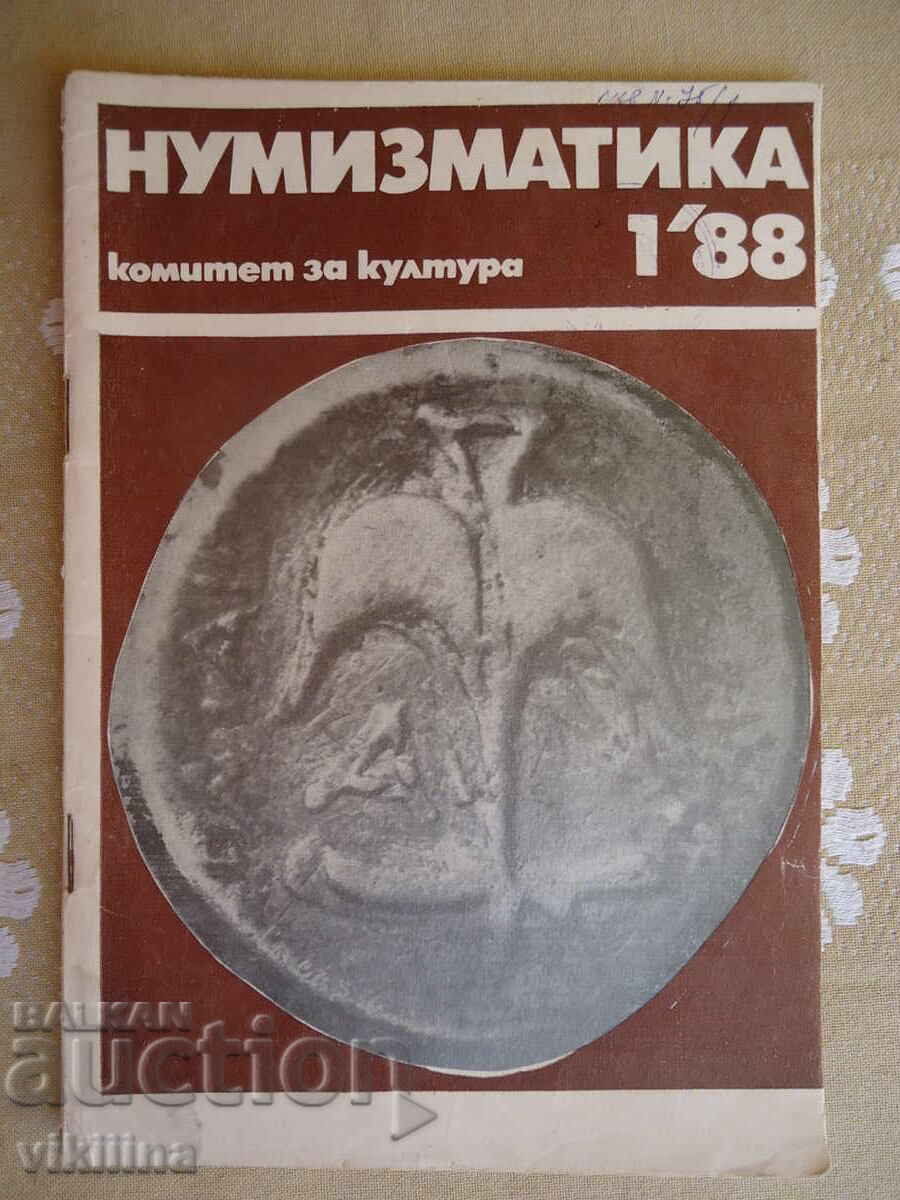 НУМИЗМАТИКА
1'88
комитет за култура
BALKAN
auction
vikiiina